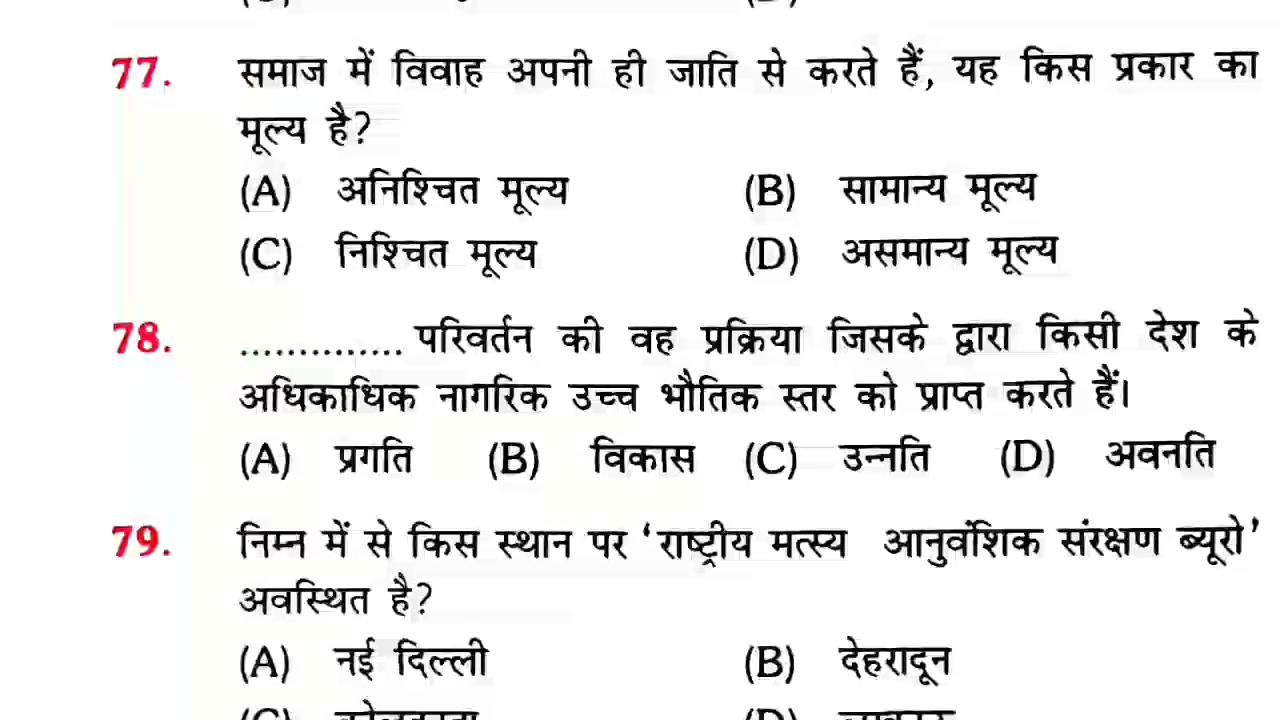 77. समाज में विवाह अपनी ही जाति से करते हैं, यह किस प्रकार का
मूल्य है?
(A) अनिश्चित मूल्य (B) सामान्य मूल्य
(C) निश्चित मूल्य (D) असमान्य मूल्य
78. .............. परिवर्तन की वह प्रक्रिया जिसके द्वारा किसी देश के
अधिकाधिक नागरिक उच्च भौतिक स्तर को प्राप्त करते हैं।
(A) प्रगति (B) विकास (C) उन्नति (D) अवनति
79. निम्न में से किस स्थान पर ‘राष्ट्रीय मत्स्य आनुवंशिक संरक्षण ब्यूरो’
अवस्थित है?
(A) नई दिल्ली (B) देहरादून